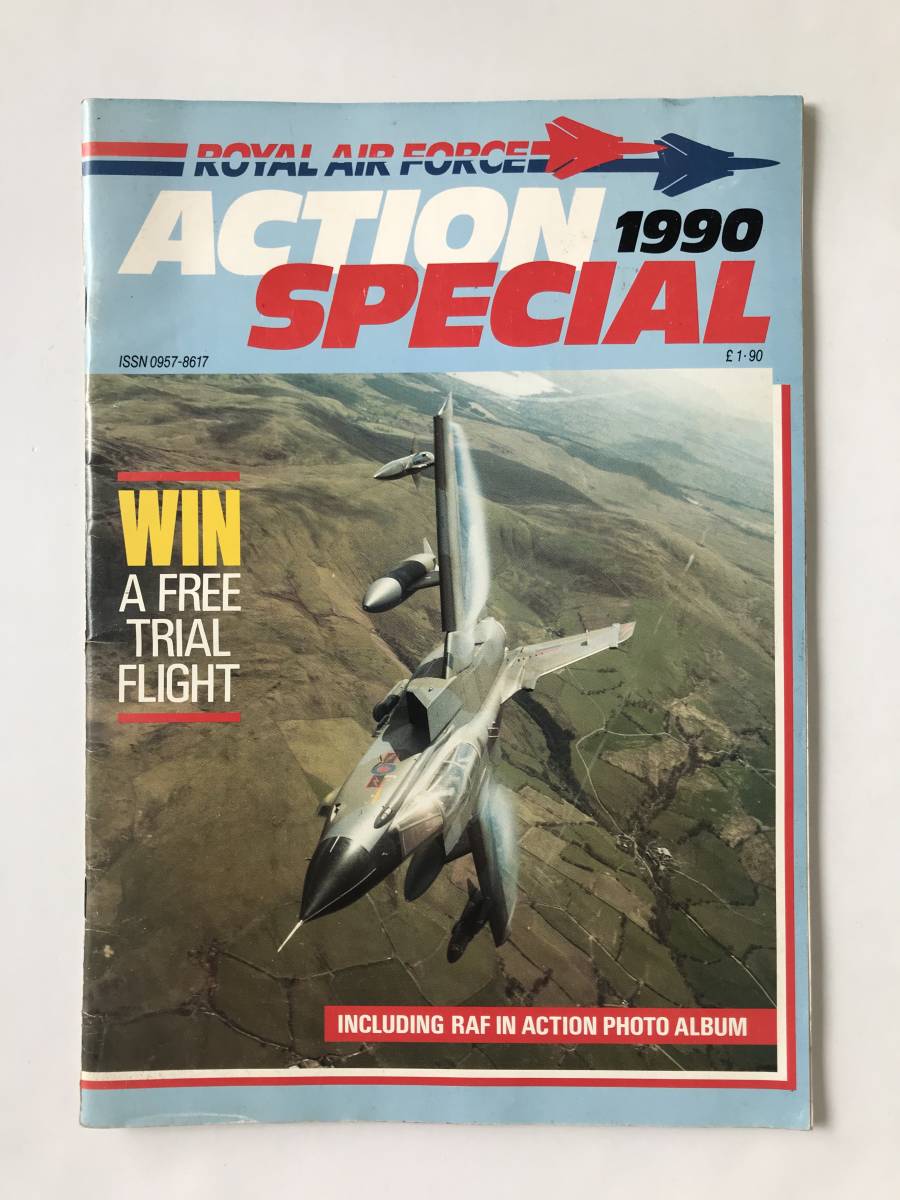 ROYAL AIR FORCE
ACTION
1990
SPECIAL
ISSN 0957-8617
£1·90
WIN
A FREE
TRIAL
FLIGHT
INCLUDING RAF IN ACTION PHOTO ALBUM